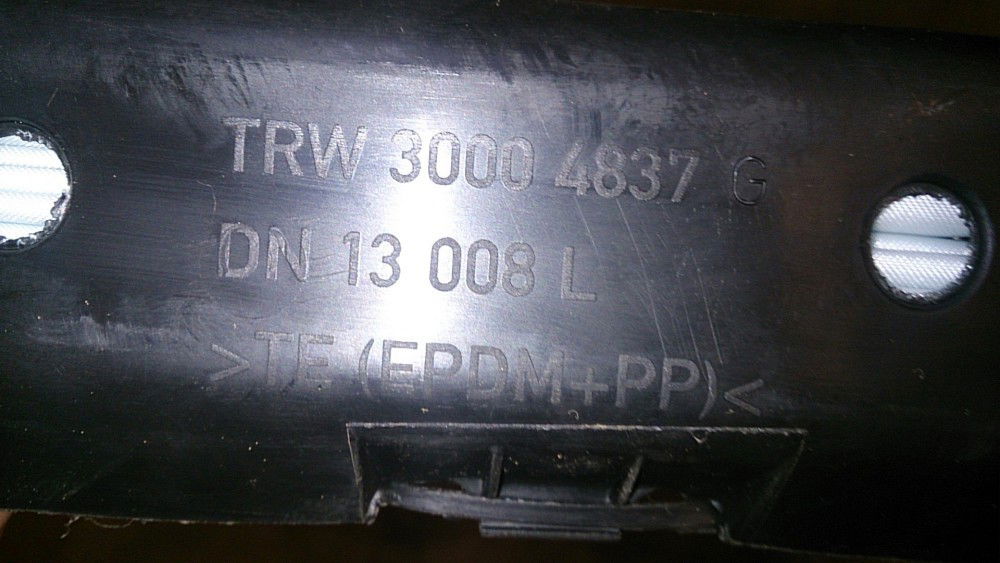 TRW 3000 4837 G
DN 13 008 L
>TE (EPDM+PP)<